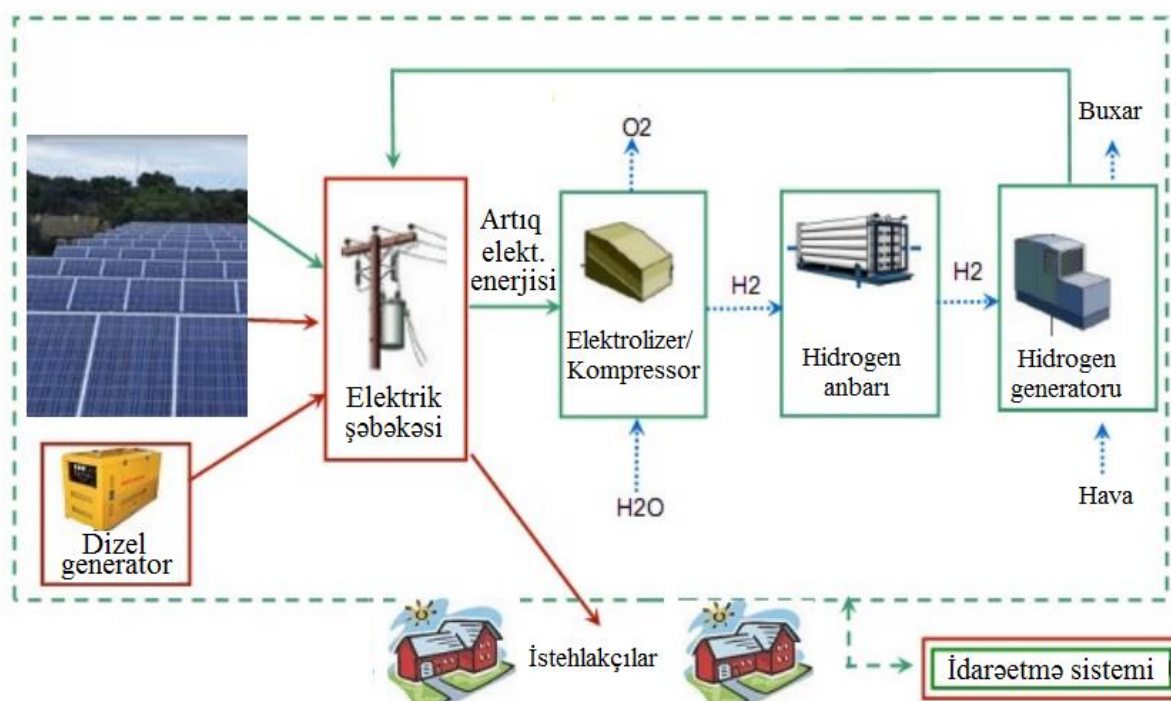 Buxar
O2
Artıq
elekt.
enerjisi
H2
H2
Elektrolizer/
Kompressor
Hidrogen
anbarı
Hidrogen
generatoru
Elektrik
şəbəkəsi
H2O
Hava
Dizel
generator
İstehlakçılar
İdarəetmə sistemi